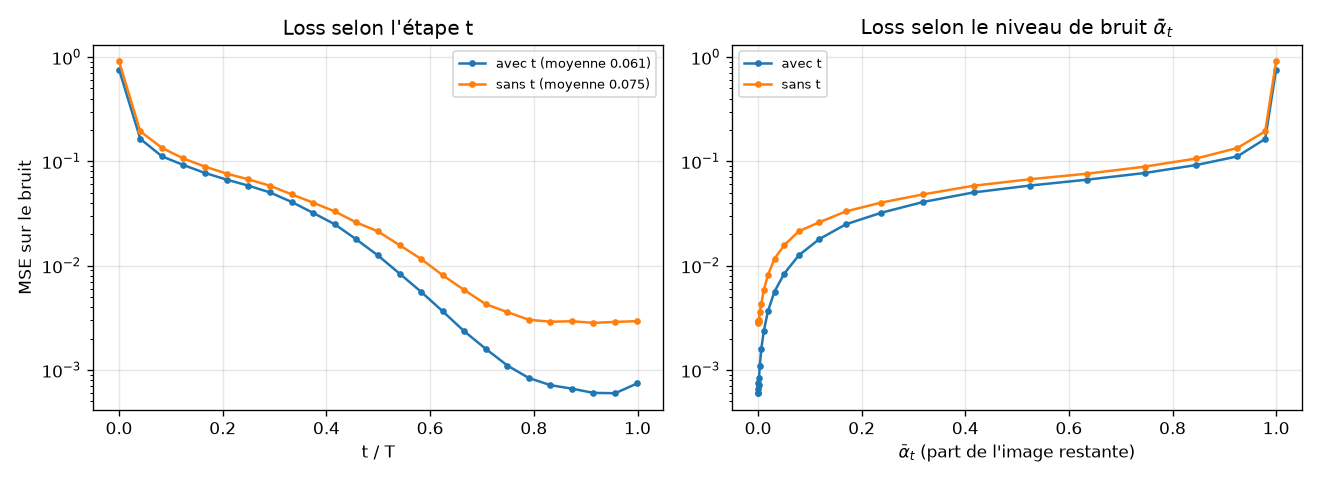 Loss selon l'étape t
10⁰
10⁻¹
10⁻²
10⁻³
MSE sur le bruit
avec t (moyenne 0.061)
sans t (moyenne 0.075)
0.0 0.2 0.4 0.6 0.8 1.0
t / T
Loss selon le niveau de bruit ᾱₜ
10⁰
10⁻¹
10⁻²
10⁻³
avec t
sans t
0.0 0.2 0.4 0.6 0.8 1.0
ᾱₜ (part de l'image restante)